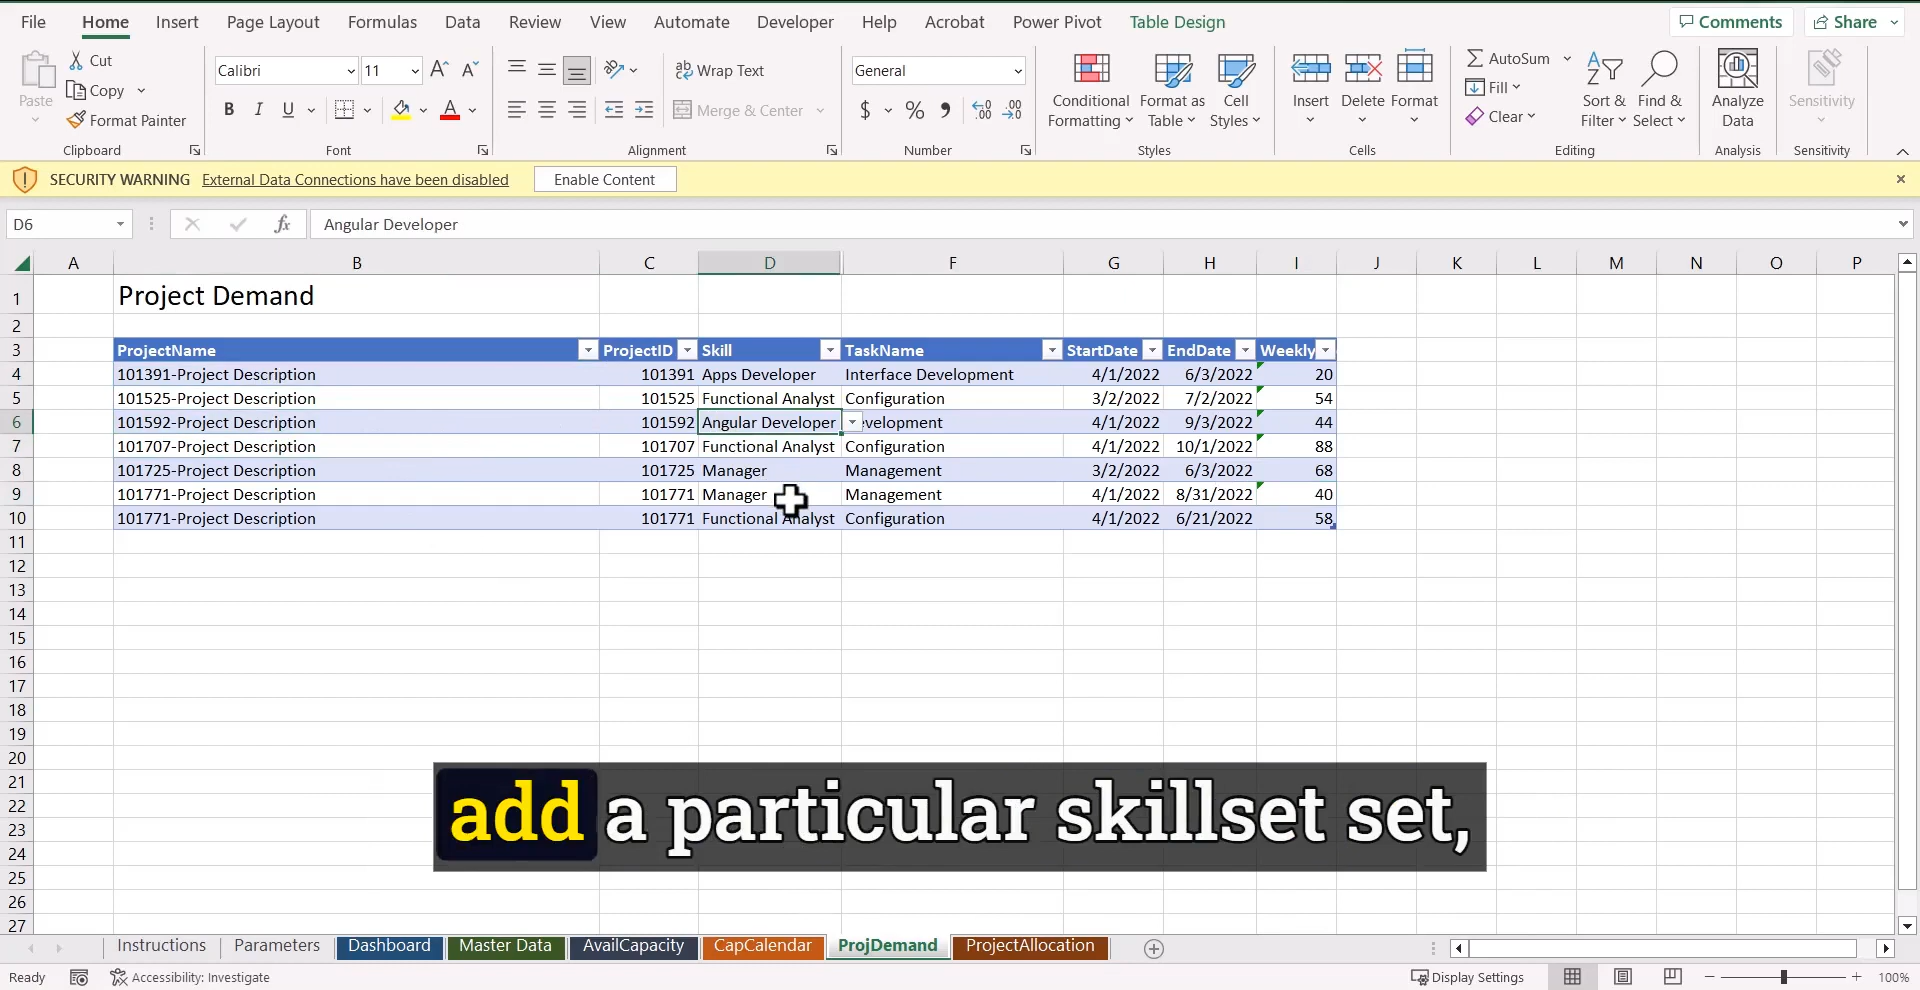 File Home Insert Page Layout Formulas Data Review View Automate Developer Help Acrobat Power Pivot Table Design Comments Share
Paste Cut Copy Format Painter Clipboard
Calibri 11 B I U A Font
ab Wrap Text Merge & Center Alignment
General $ % Number
Conditional Formatting Format as Table Cell Styles Styles
Insert Delete Format Cells
AutoSum Fill Clear Sort & Filter Find & Select Editing
Analyze Data Analysis
Sensitivity Sensitivity
SECURITY WARNING External Data Connections have been disabled Enable Content
D6 fx Angular Developer
A B C D F G H I J K L M N O P
1 Project Demand
2
3 ProjectName ProjectID Skill TaskName StartDate EndDate Weekly
4 101391-Project Description 101391 Apps Developer Interface Development 4/1/2022 6/3/2022 20
5 101525-Project Description 101525 Functional Analyst Configuration 3/2/2022 7/2/2022 54
6 101592-Project Description 101592 Angular Developer evelopment 4/1/2022 9/3/2022 44
7 101707-Project Description 101707 Functional Analyst Configuration 4/1/2022 10/1/2022 88
8 101725-Project Description 101725 Manager Management 3/2/2022 6/3/2022 68
9 101771-Project Description 101771 Manager Management 4/1/2022 8/31/2022 40
10 101771-Project Description 101771 Functional Analyst Configuration 4/1/2022 6/21/2022 58
11
12
13
14
15
16
17
18
19
20
21
22
23
24
25
26
27
add a particular skillset set,
Instructions Parameters Dashboard Master Data AvailCapacity CapCalendar ProjDemand ProjectAllocation
Ready Accessibility: Investigate Display Settings 100%